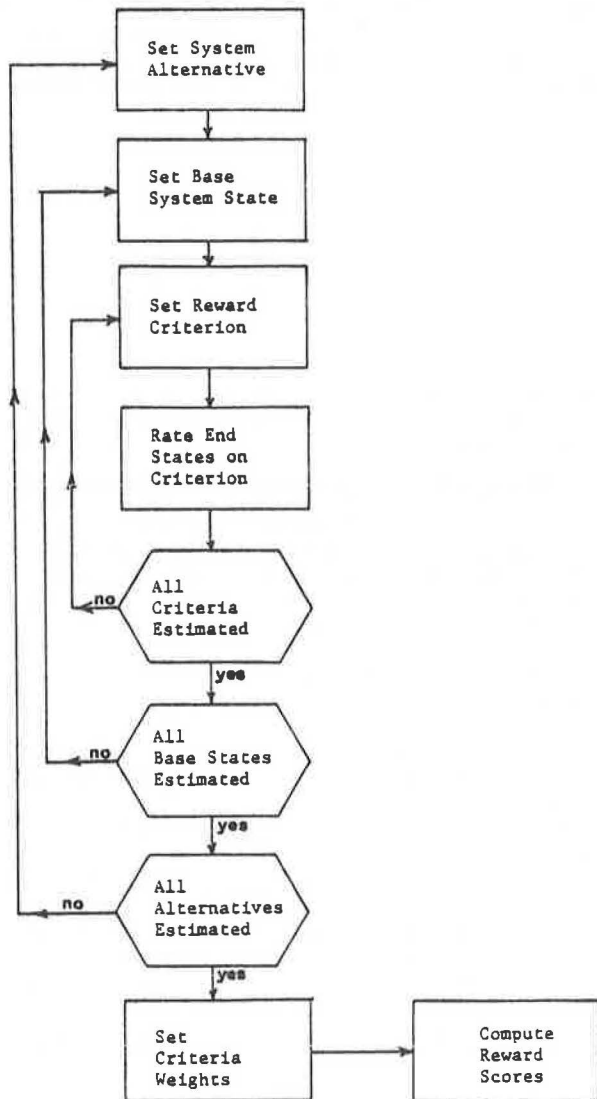 Set System
Alternative
Set Base
System State
Set Reward
Criterion
Rate End
States on
Criterion
All
Criteria
Estimated
no
yes
All
Base States
Estimated
no
yes
All
Alternatives
Estimated
no
yes
Set
Criteria
Weights
Compute
Reward
Scores